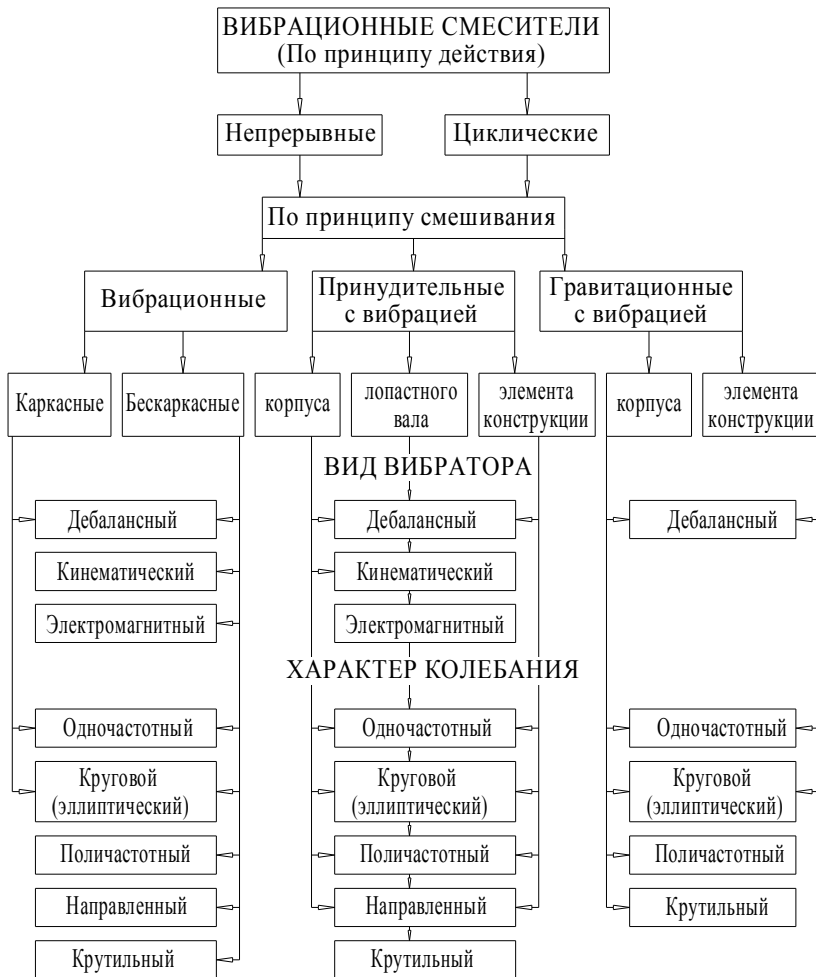 ВИБРАЦИОННЫЕ СМЕСИТЕЛИ
(По принципу действия)
Непрерывные
Циклические
По принципу смешивания
Вибрационные
Принудительные
с вибрацией
Гравитационные
с вибрацией
Каркасные
Бескаркасные
корпуса
лопастного
вала
элемента
конструкции
корпуса
элемента
конструкции
ВИД ВИБРАТОРА
Дебалансный
Дебалансный
Дебалансный
Кинематический
Кинематический
Электромагнитный
Электромагнитный
ХАРАКТЕР КОЛЕБАНИЯ
Одночастотный
Одночастотный
Одночастотный
Круговой
(эллиптический)
Круговой
(эллиптический)
Круговой
(эллиптический)
Поличастотный
Поличастотный
Поличастотный
Направленный
Направленный
Крутильный
Крутильный
Крутильный